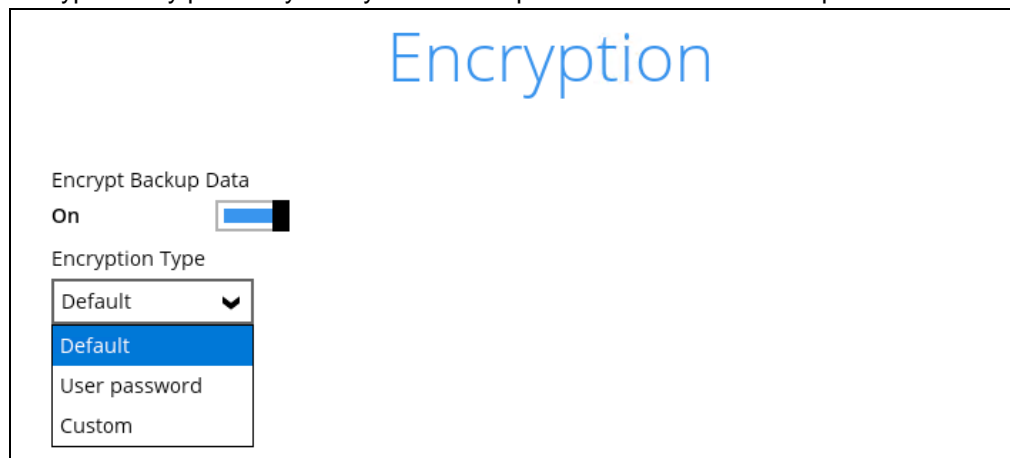 Encryption
Encrypt Backup Data
On
Encryption Type
Default
Default
User password
Custom